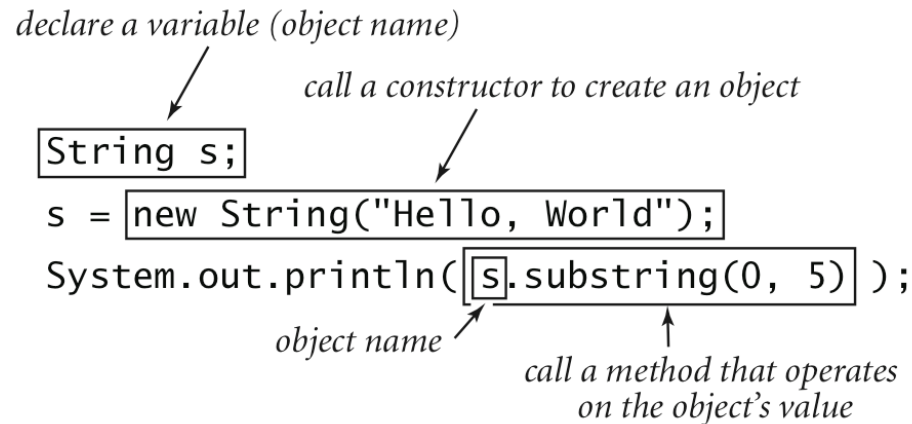 declare a variable (object name)
call a constructor to create an object
String s;
s = new String("Hello, World");
System.out.println( s.substring(0, 5) );
object name
call a method that operates
on the object’s value